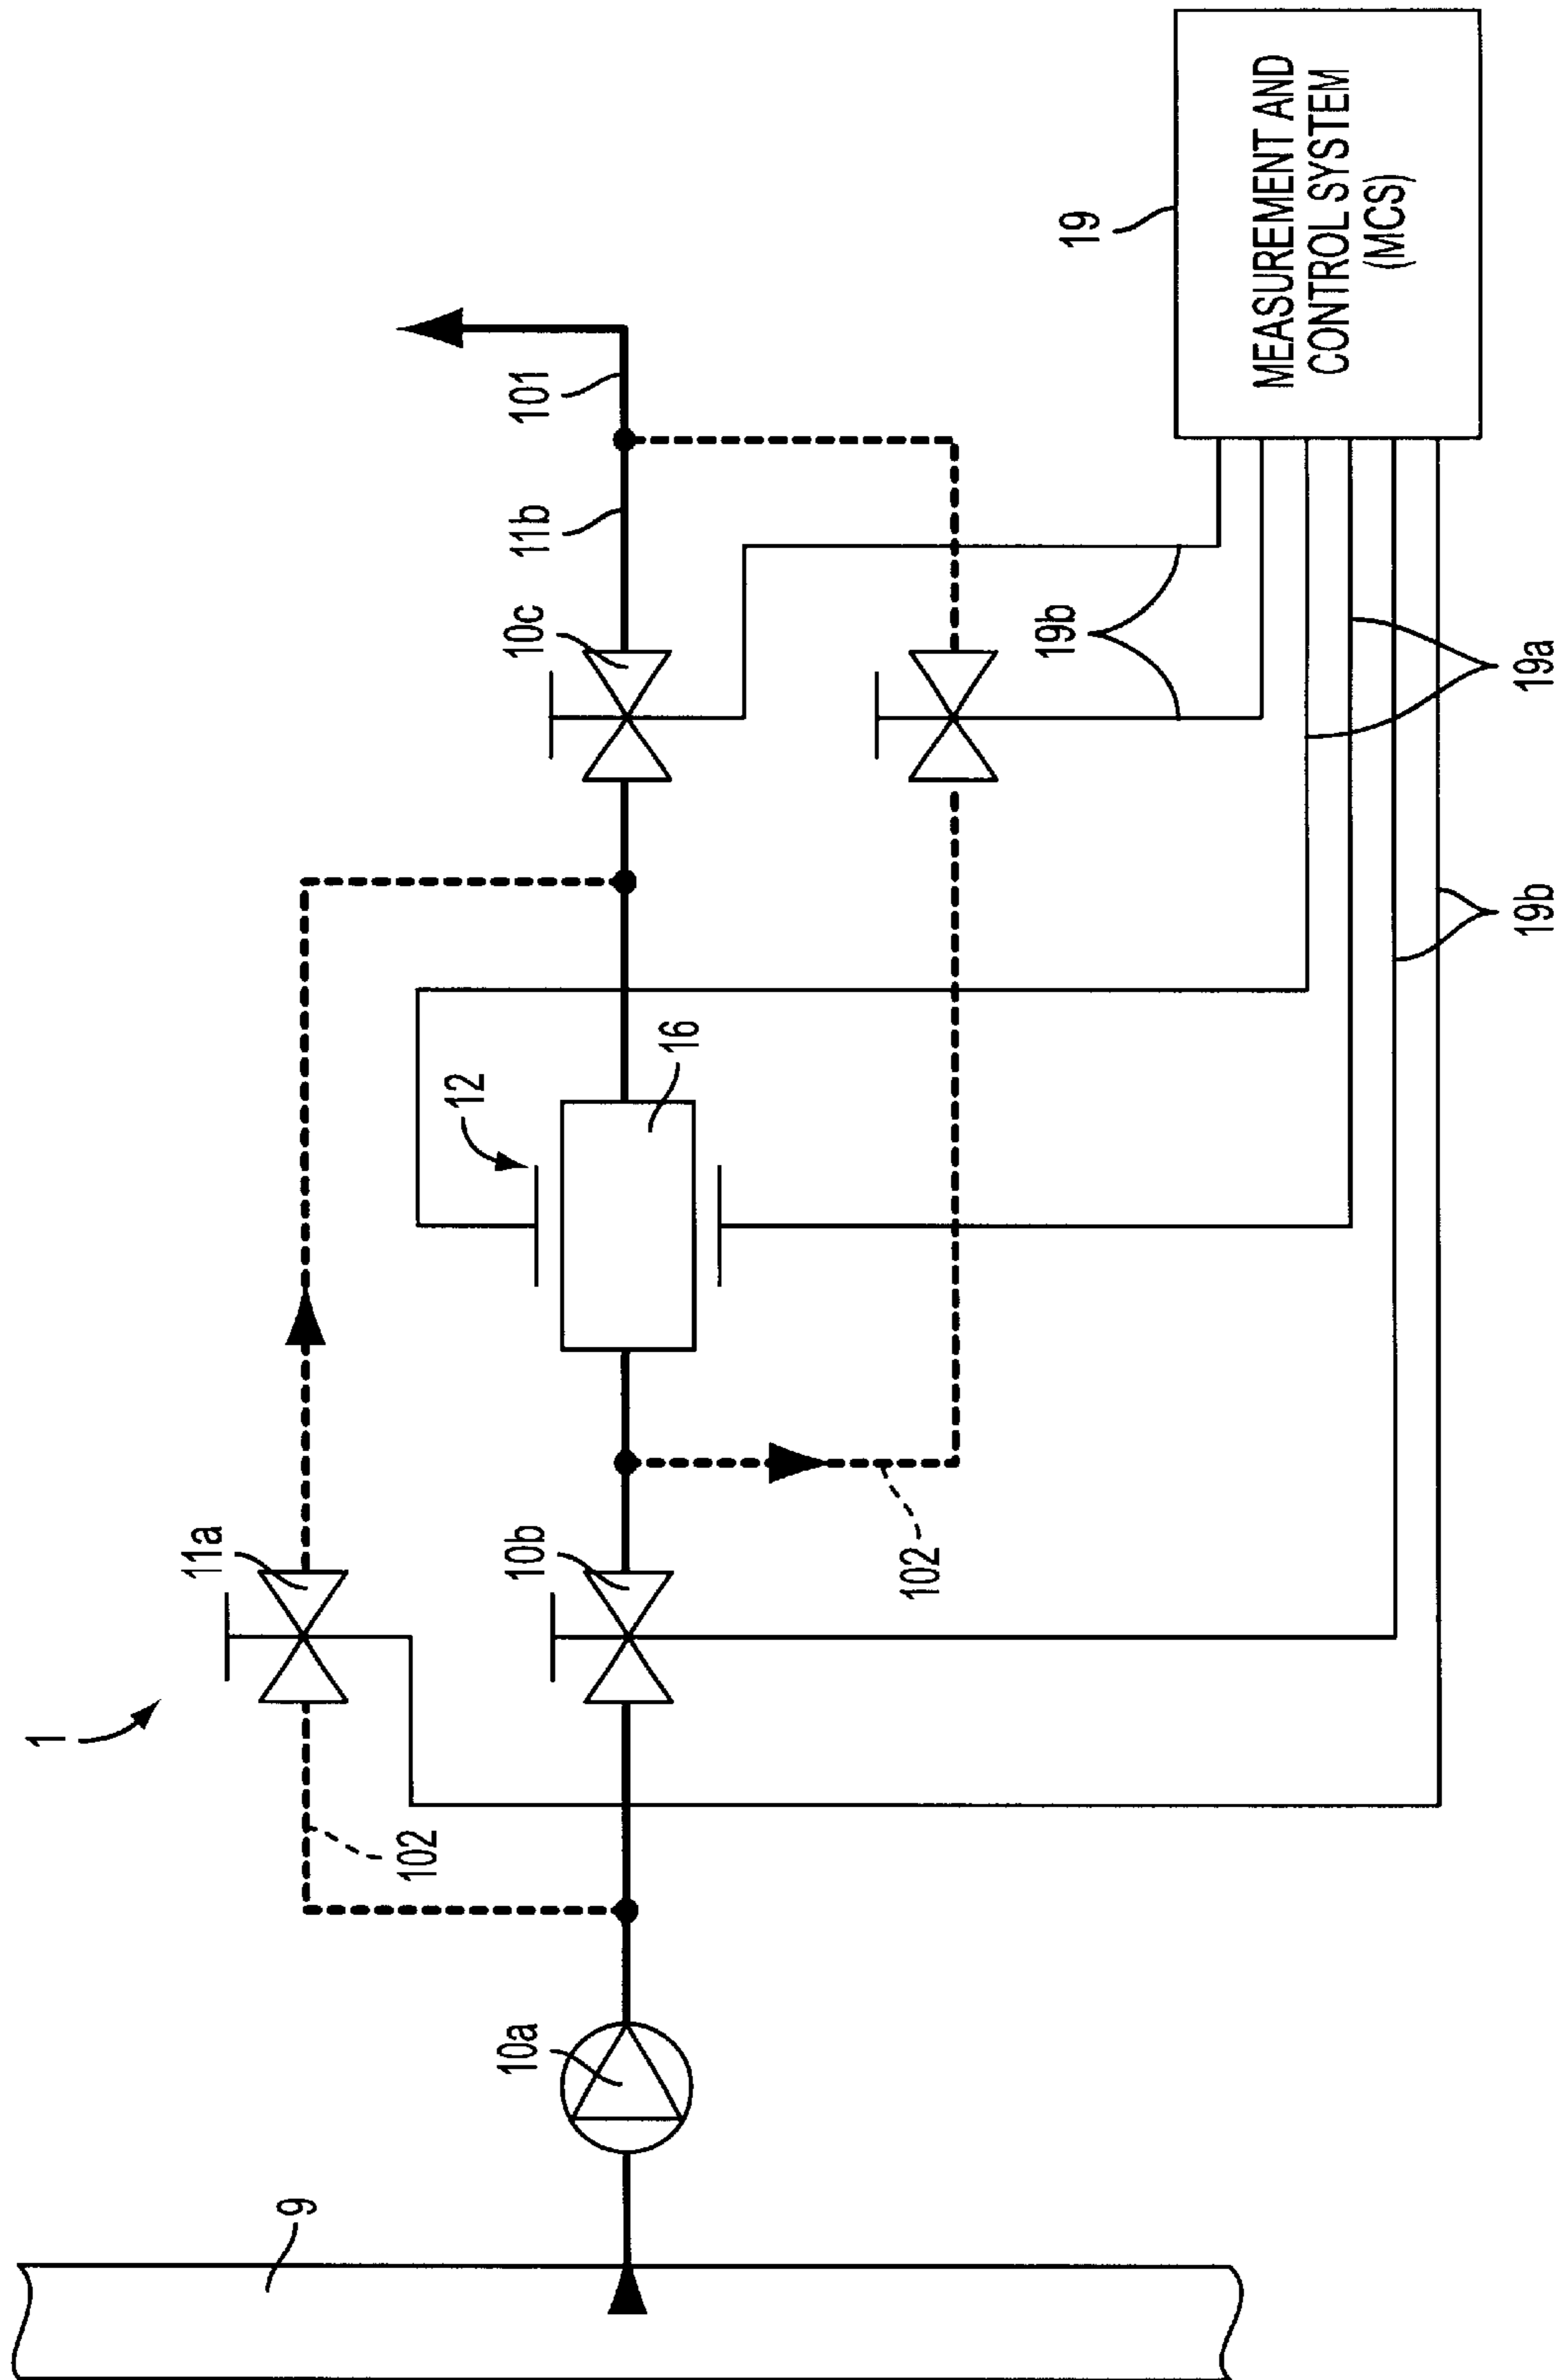 1
11a
9
102
12
10a
10b
10c
11b
101
16
102
19b
19
MEASUREMENT AND
CONTROL SYSTEM
(MCS)
19b
19a